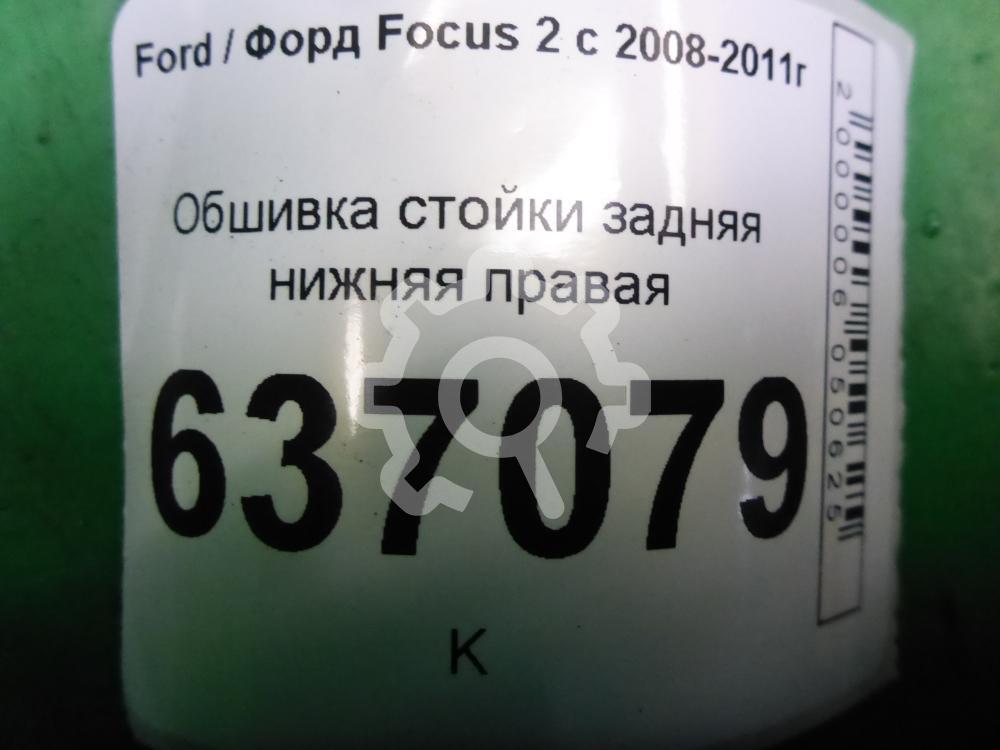 Ford / Форд Focus 2 с 2008-2011г
Обшивка стойки задняя
нижняя правая
637079
К
2000006050625